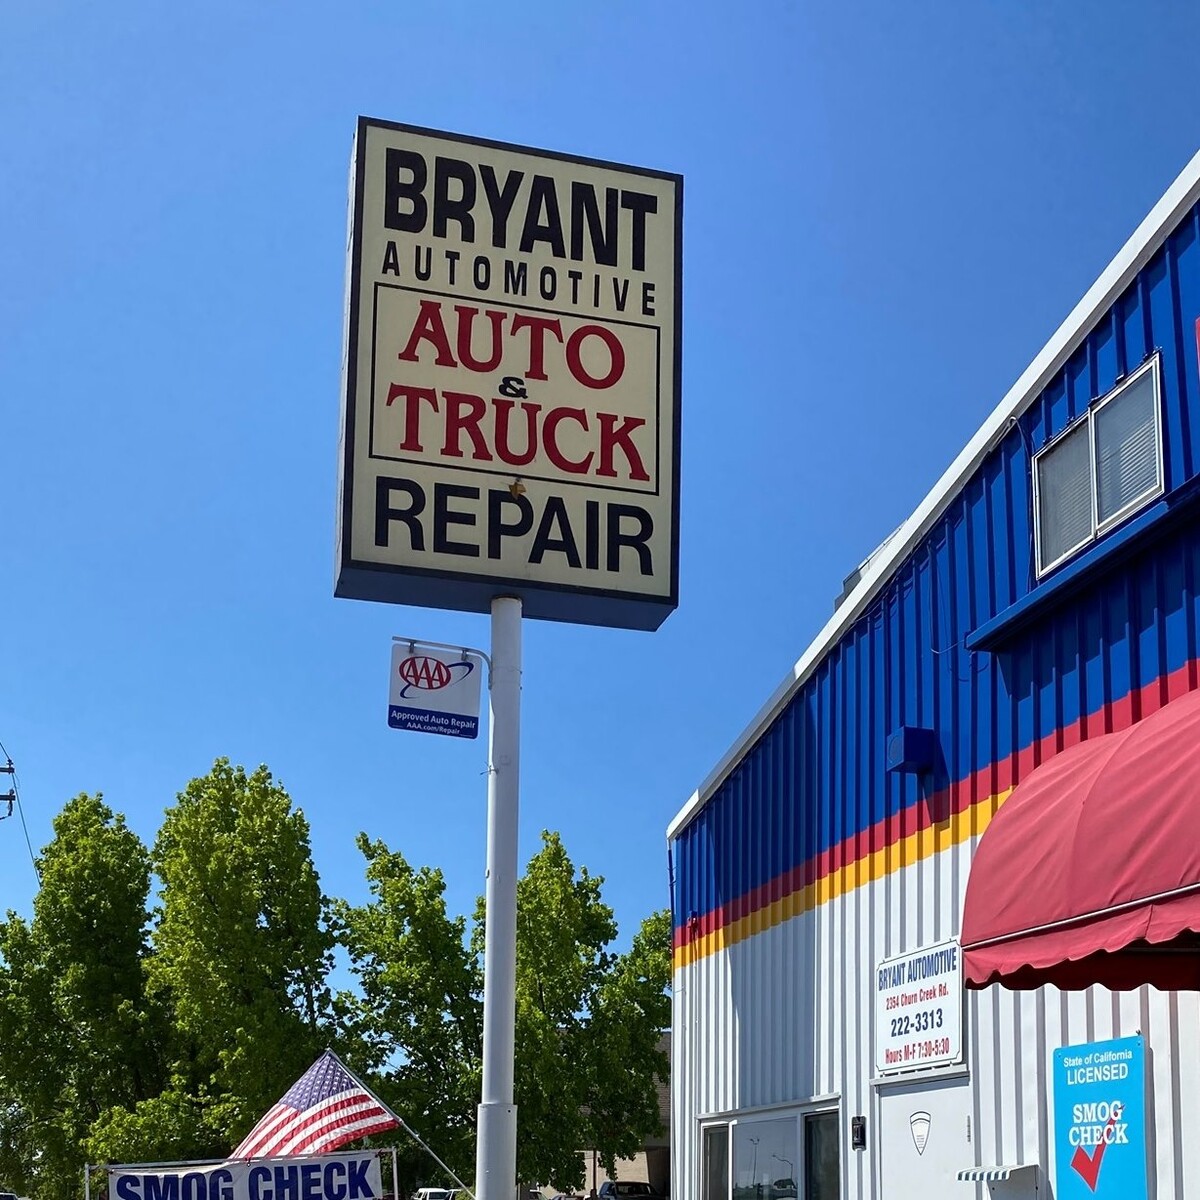 BRYANT
AUTOMOTIVE
AUTO
&
TRUCK
REPAIR
AAA
Approved Auto Repair
AAA.com/Repair
BRYANT AUTOMOTIVE
2354 Churn Creek Rd.
222-3313
Hours M-F 7:30-5:30
State of California
LICENSED
SMOG
CHECK
SMOG CHECK